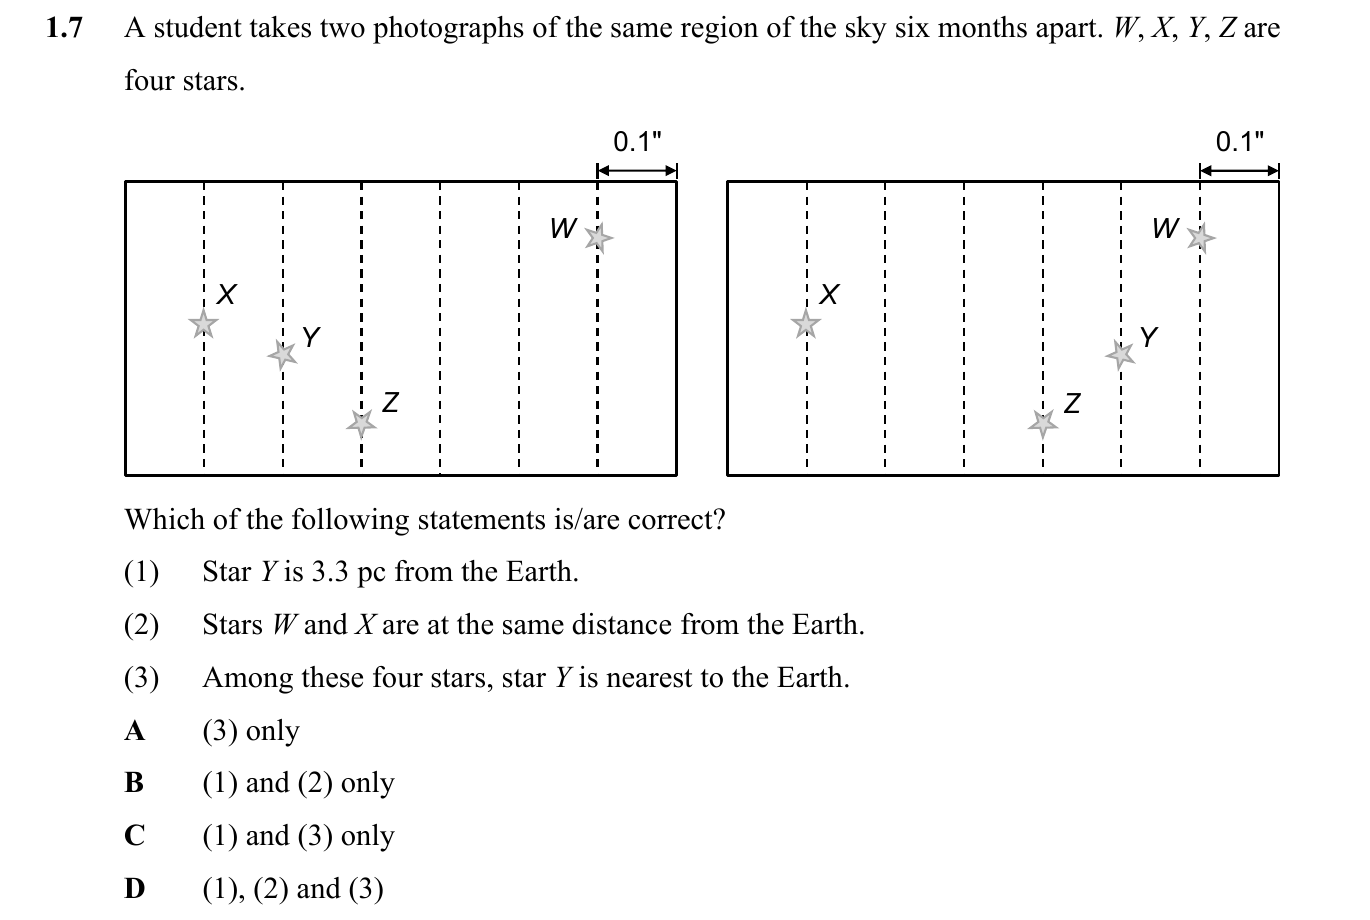 1.7 A student takes two photographs of the same region of the sky six months apart. W, X, Y, Z are
four stars.
0.1" 0.1"
W W
X X
Y Y
Z Z
Which of the following statements is/are correct?
(1) Star Y is 3.3 pc from the Earth.
(2) Stars W and X are at the same distance from the Earth.
(3) Among these four stars, star Y is nearest to the Earth.
A (3) only
B (1) and (2) only
C (1) and (3) only
D (1), (2) and (3)